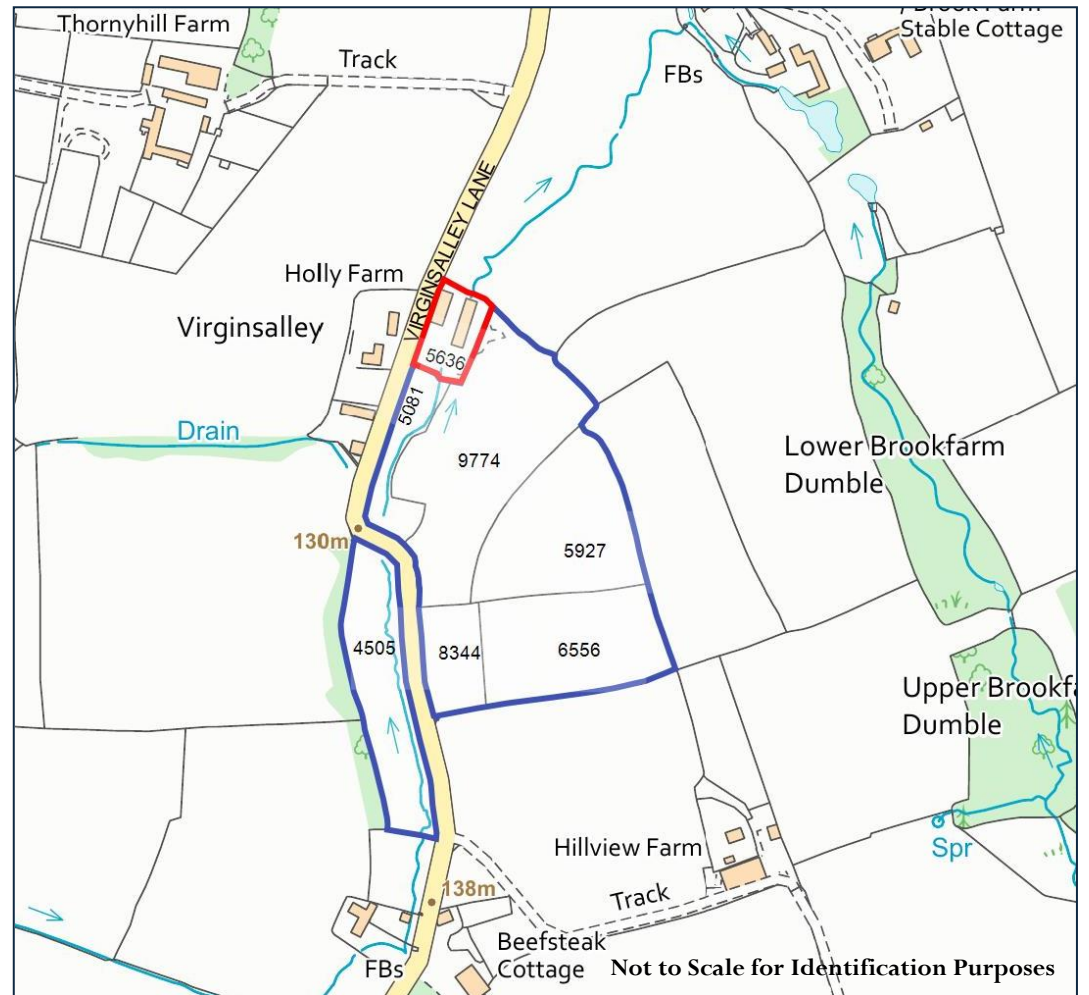 Thornyhill Farm
Track
Stable Cottage
FBs
VIRGINSALLEY LANE
Holly Farm
Virginsalley
5636
5081
Drain
9774
Lower Brookfarm
Dumble
130m
5927
4505
8344
6556
Upper Brookfa
Dumble
Hillview Farm
Spr
138m
Track
Beefsteak
Cottage
FBs
Not to Scale for Identification Purposes